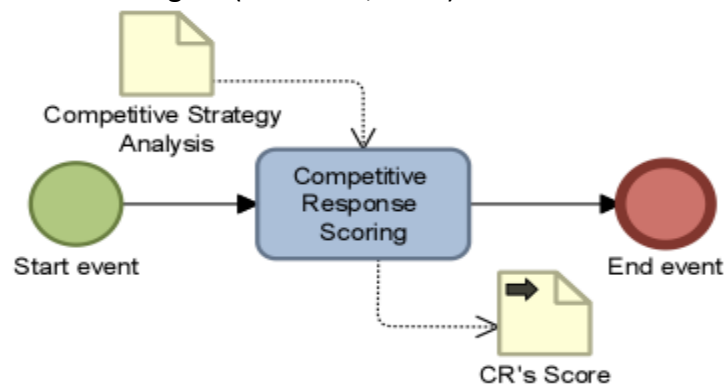 Competitive Strategy
Analysis
Competitive
Response
Scoring
Start event
End event
CR's Score